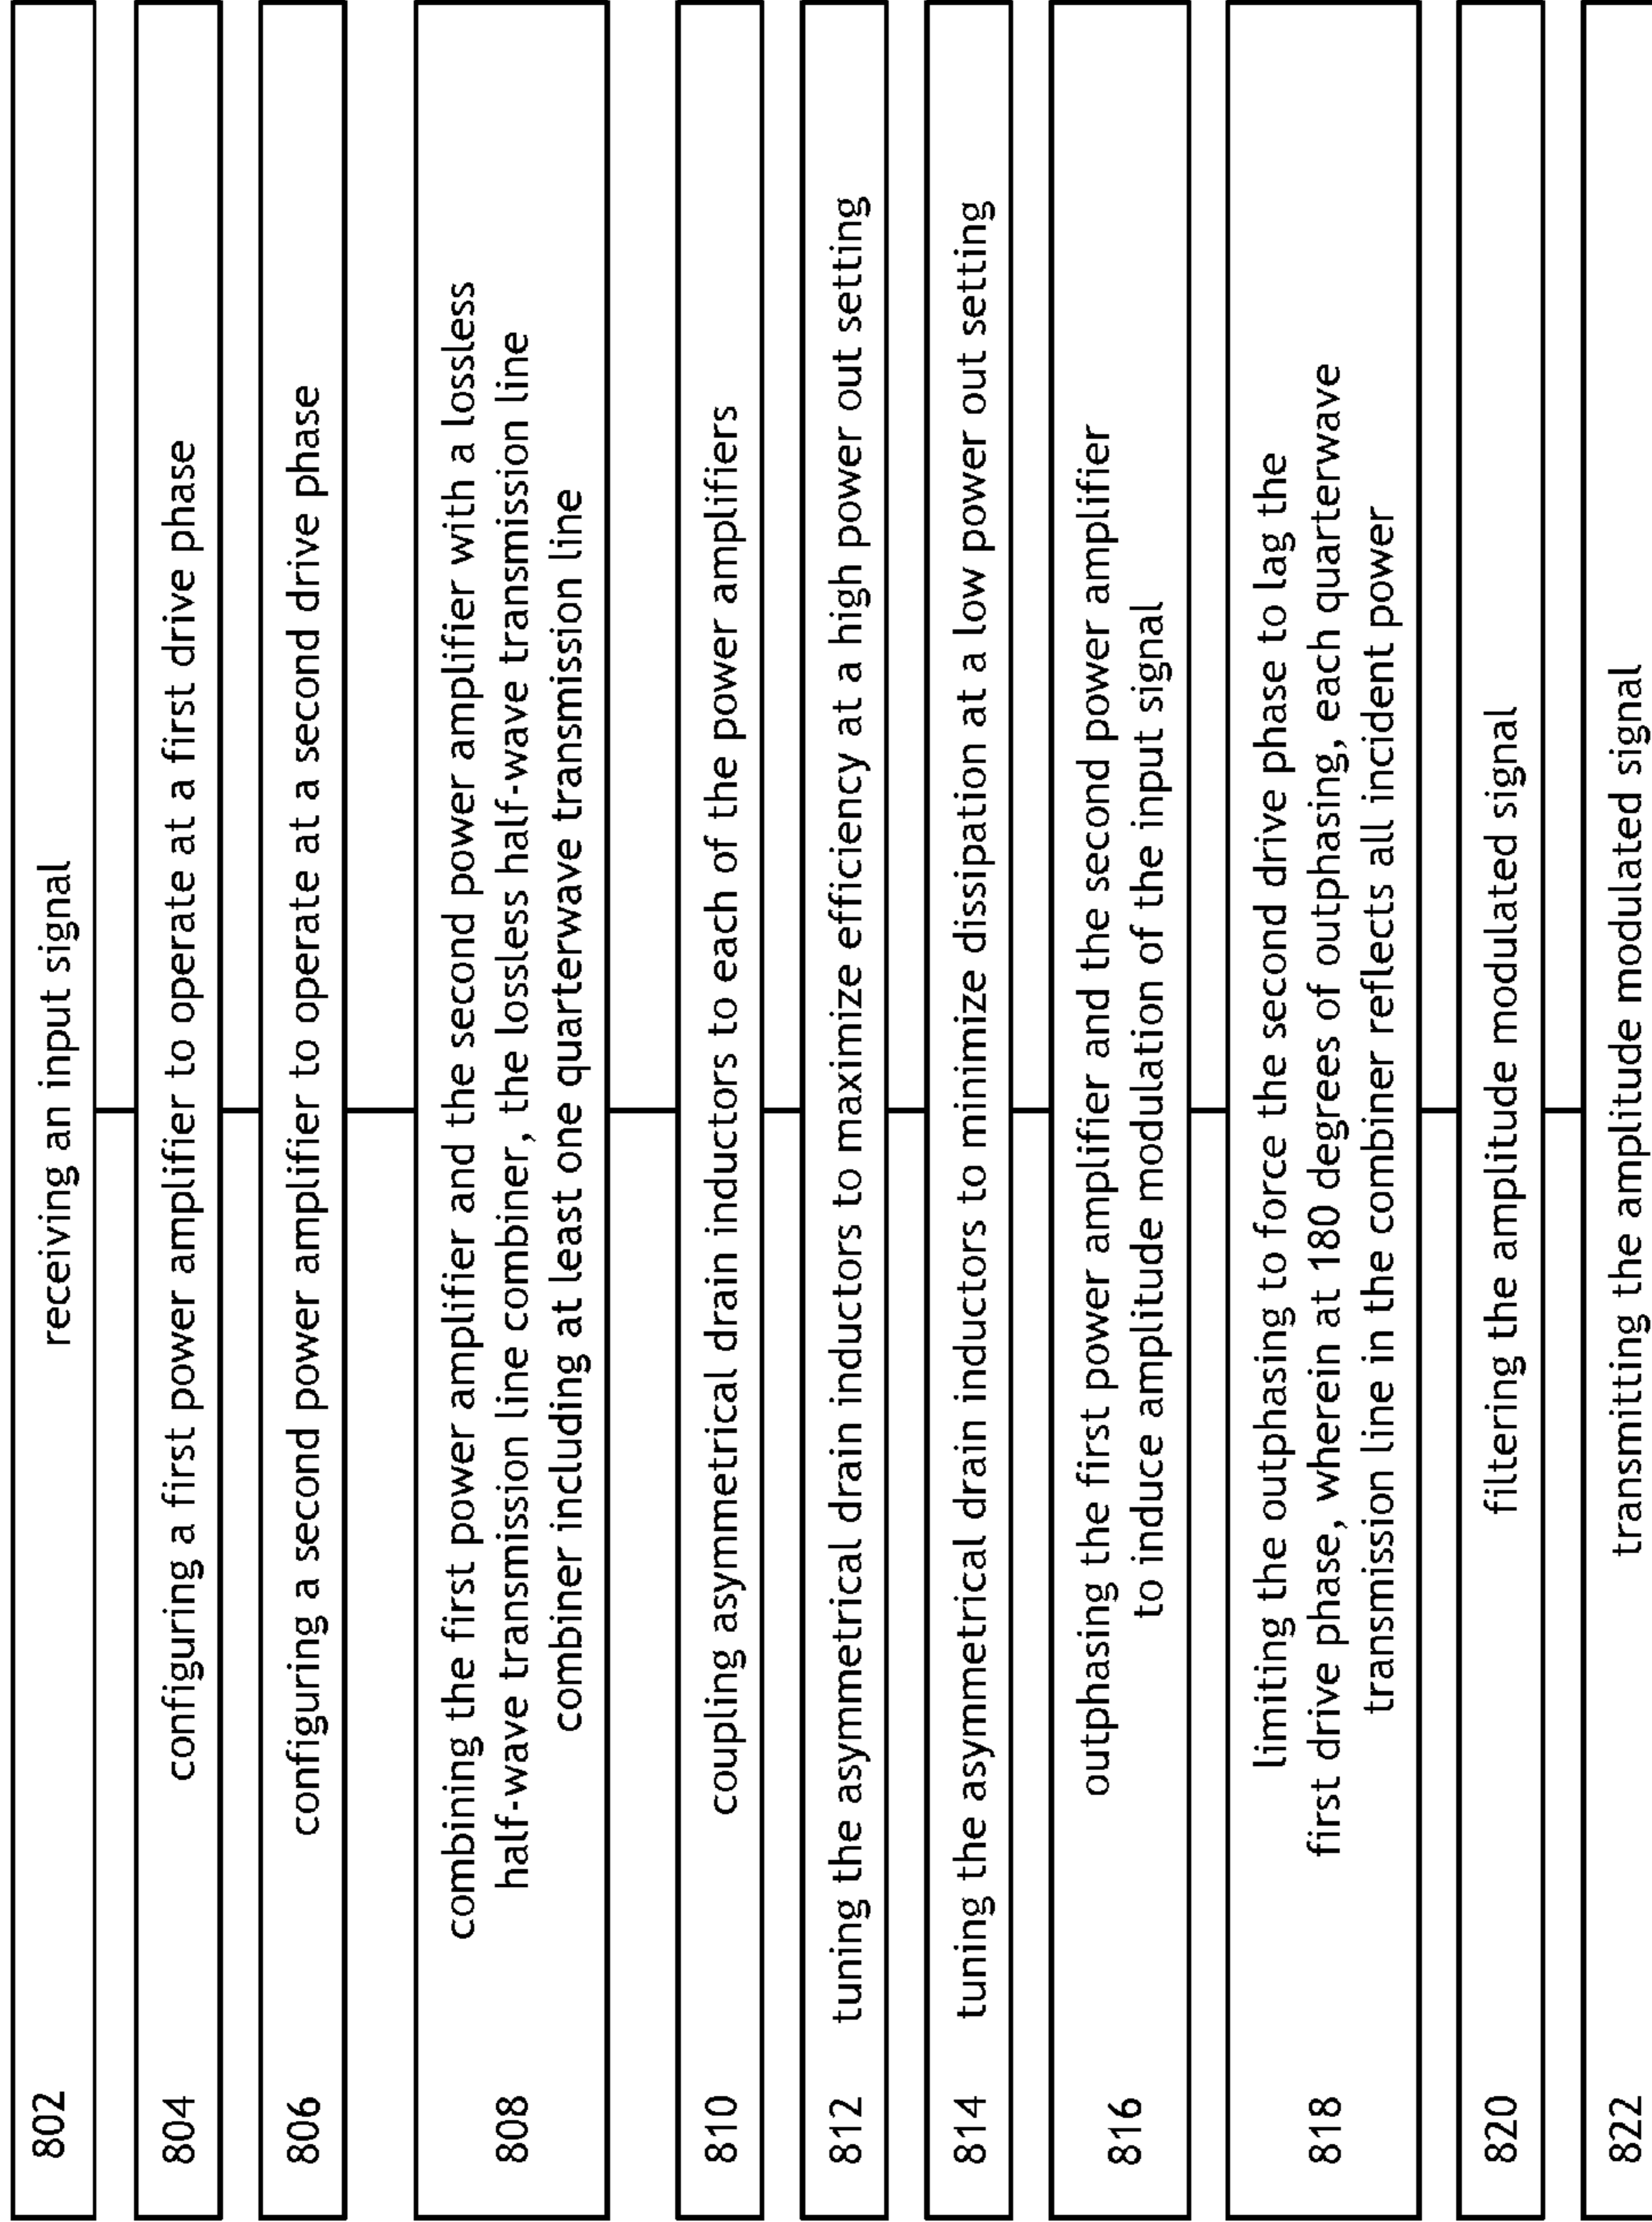 802 receiving an input signal
804 configuring a first power amplifier to operate at a first drive phase
806 configuring a second power amplifier to operate at a second drive phase
808 combining the first power amplifier and the second power amplifier with a lossless
half-wave transmission line combiner, the lossless half-wave transmission line
combiner including at least one quarterwave transmission line
810 coupling asymmetrical drain inductors to each of the power amplifiers
812 tuning the asymmetrical drain inductors to maximize efficiency at a high power out setting
814 tuning the asymmetrical drain inductors to minimize dissipation at a low power out setting
816 outphasing the first power amplifier and the second power amplifier
to induce amplitude modulation of the input signal
818 limiting the outphasing to force the second drive phase to lag the
first drive phase, wherein at 180 degrees of outphasing, each quarterwave
transmission line in the combiner reflects all incident power
820 filtering the amplitude modulated signal
822 transmitting the amplitude modulated signal